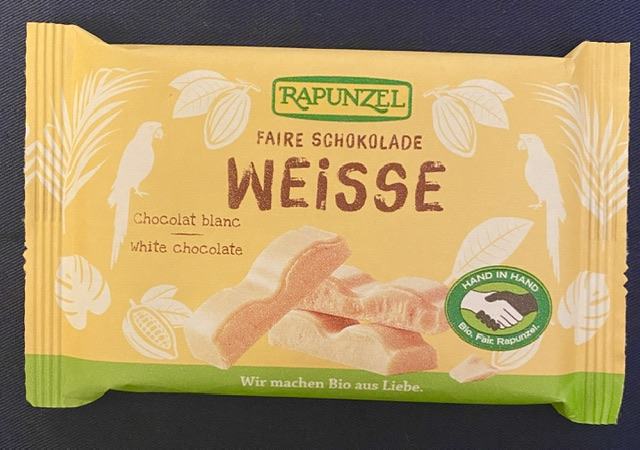 RAPUNZEL
FAIRE SCHOKOLADE
WEiSSE
Chocolat blanc
White chocolate
HAND IN HAND
Bio. Fair. Rapunzel.
Wir machen Bio aus Liebe.